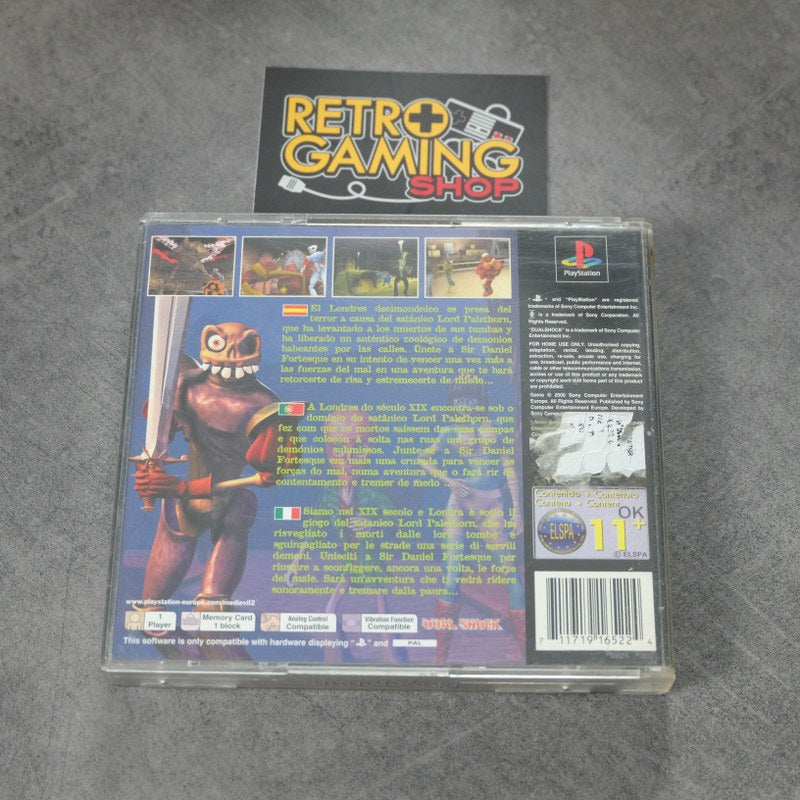 RETRO
GAMING
SHOP
PlayStation
El Londres decimonónico es presa del
terror a causa del satánico Lord Palethorn,
que ha levantado a los muertos de sus tumbas y
ha liberado un auténtico zoológico de demonios
babeantes por las calles. Únete a Sir Daniel
Fortesque en su intento de vencer una vez más a
las fuerzas del mal en una aventura que te hará
retorcerte de risa y estremecerte de miedo...
A Londres do século XIX encontra-se sob o
domínio do satânico Lord Palethorn, que
fez com que os mortos saíssem das suas campas
e que colocou à solta nas ruas um grupo de
demónios submissos. Junte-se a Sir Daniel
Fortesque em mais uma cruzada para vencer as
forças do mal, numa aventura que o fará rir de
contentamento e tremer de medo ...
Siamo nel XIX secolo e Londra è sotto il
giogo del satanico Lord Palethorn, che ha
risvegliato i morti dalle loro tombe e
sguinzagliato per le strade una serie di servili
demoni. Unisciti a Sir Daniel Fortesque per
riuscire a sconfiggere, ancora una volta, le forze
del male. Sarà un'avventura che ti vedrà ridere
sonoramente e tremare dalla paura...
www.playstation-europe.com/medievil2
1
Player
Memory Card
1 block
Analog Control
Compatible
Vibration Function
Compatible
DUAL SHOCK
This software is only compatible with hardware displaying " " and PAL
" " and "PlayStation" are registered
trademarks of Sony Computer Entertainment Inc.
is a trademark of Sony Corporation. All
Rights Reserved.
"DUALSHOCK" is a trademark of Sony Computer
Entertainment Inc.
FOR HOME USE ONLY. Unauthorised copying,
adaptation, rental, lending, distribution,
extraction, re-sale, arcade use, charging for
use, broadcast, public performance and internet,
cable or other telecommunications transmission,
access or use of this product or any trademark
or copyright work that forms part of this product
are prohibited.
Game © 2000 Sony Computer Entertainment
Europe. All Rights Reserved. Published by Sony
Computer Entertainment Europe. Developed by
Sony Computer
Contenido • Conteúdo
Contenu • Content
OK
ELSPA
11+
© ELSPA
7 11719 16522 4